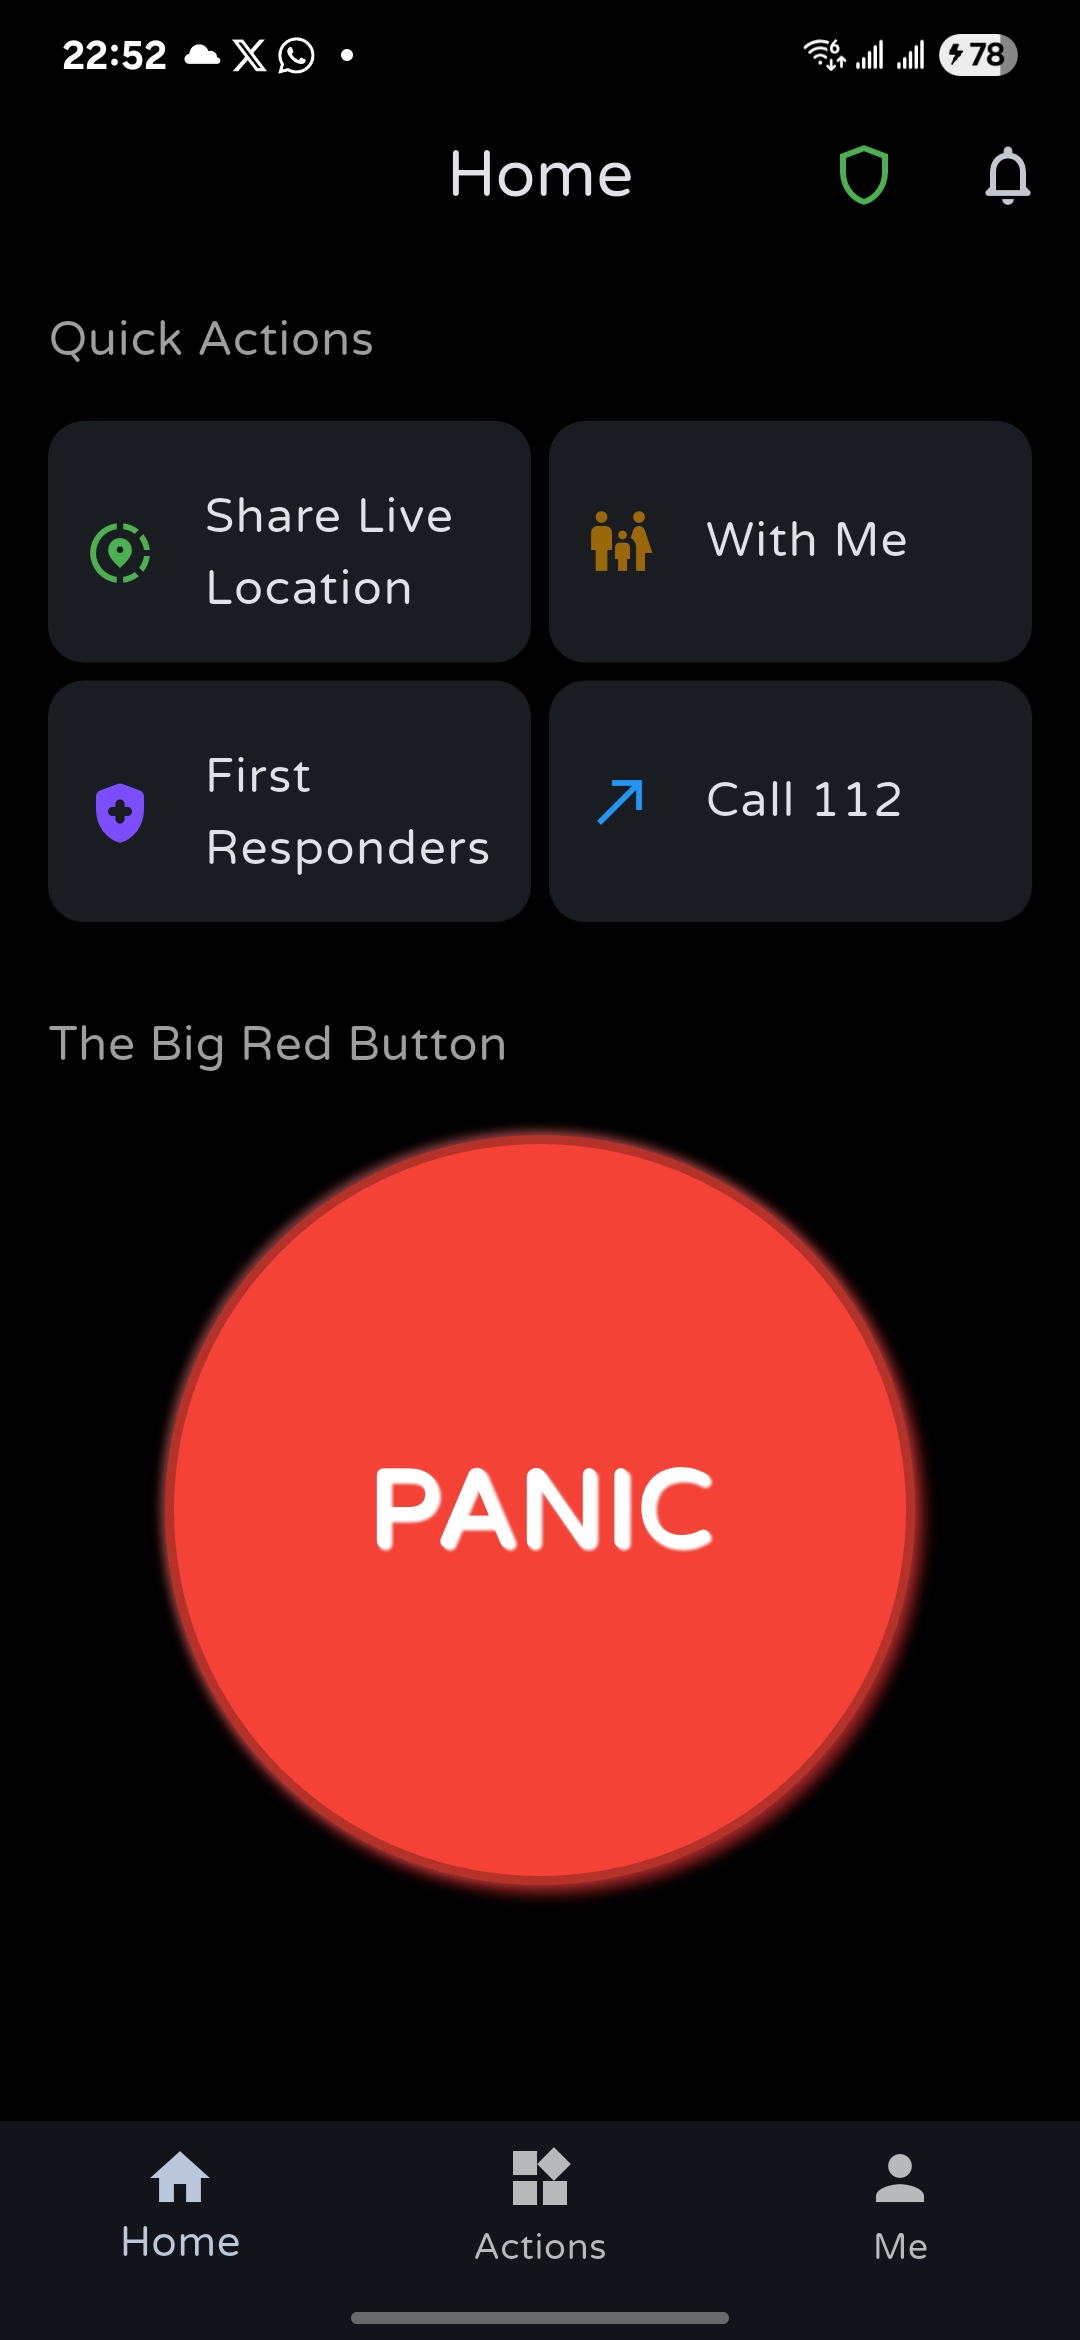 22:52
6
78
Home
Quick Actions
Share Live
Location
With Me
First
Responders
Call 112
The Big Red Button
PANIC
Home
Actions
Me